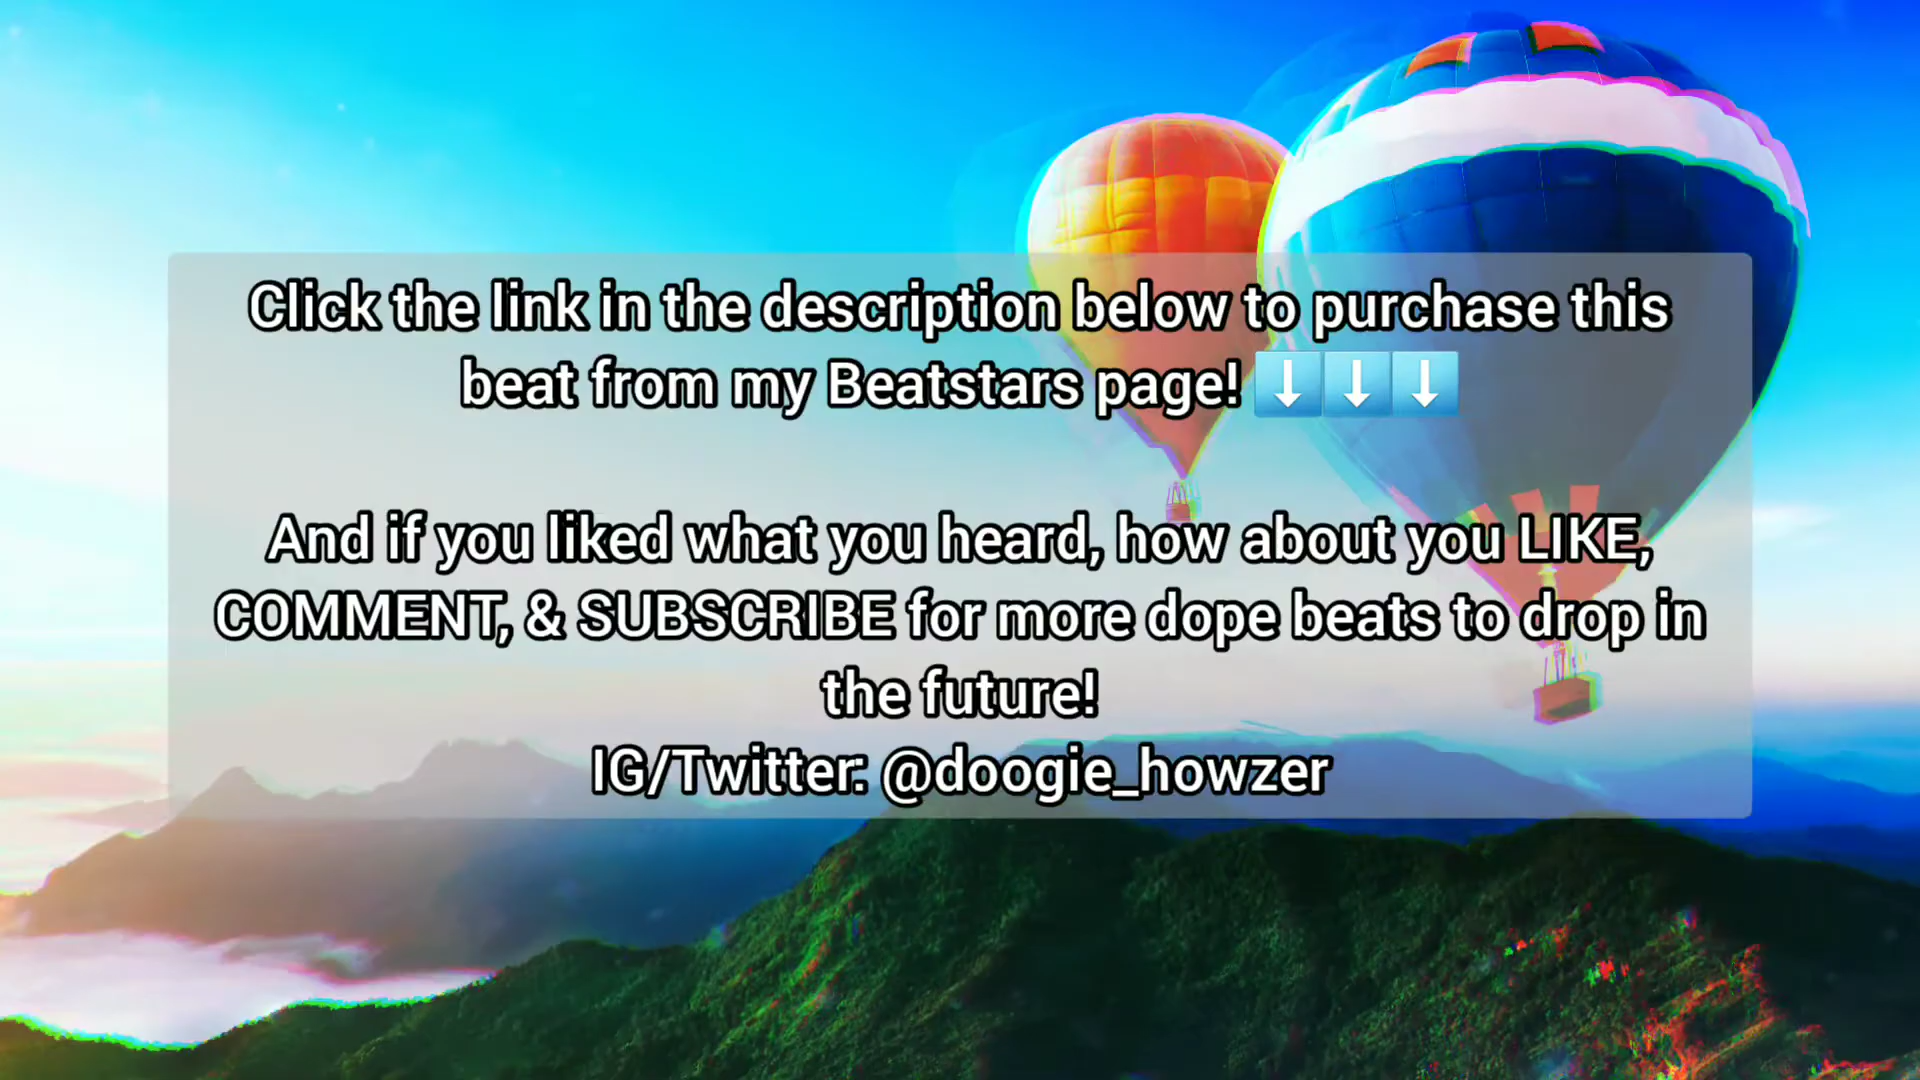 Click the link in the description below to purchase this
beat from my Beatstars page! ⬇️⬇️⬇️
And if you liked what you heard, how about you LIKE,
COMMENT, & SUBSCRIBE for more dope beats to drop in
the future!
IG/Twitter: @doogie_howzer